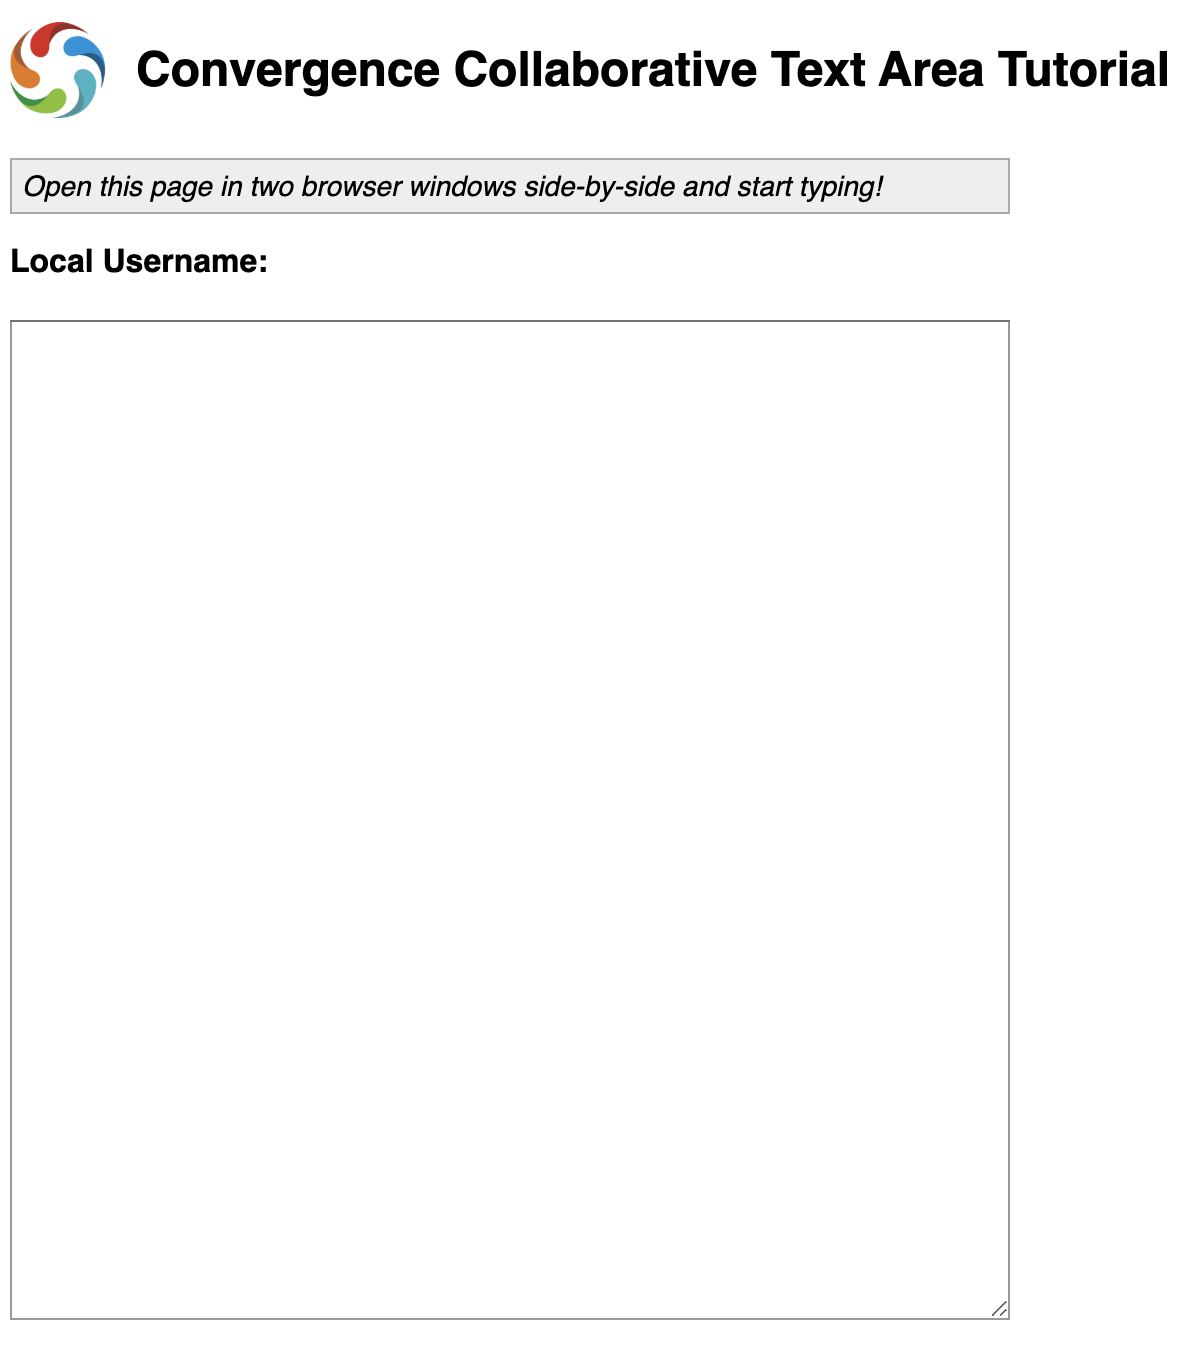 Convergence Collaborative Text Area Tutorial
Open this page in two browser windows side-by-side and start typing!
Local Username: